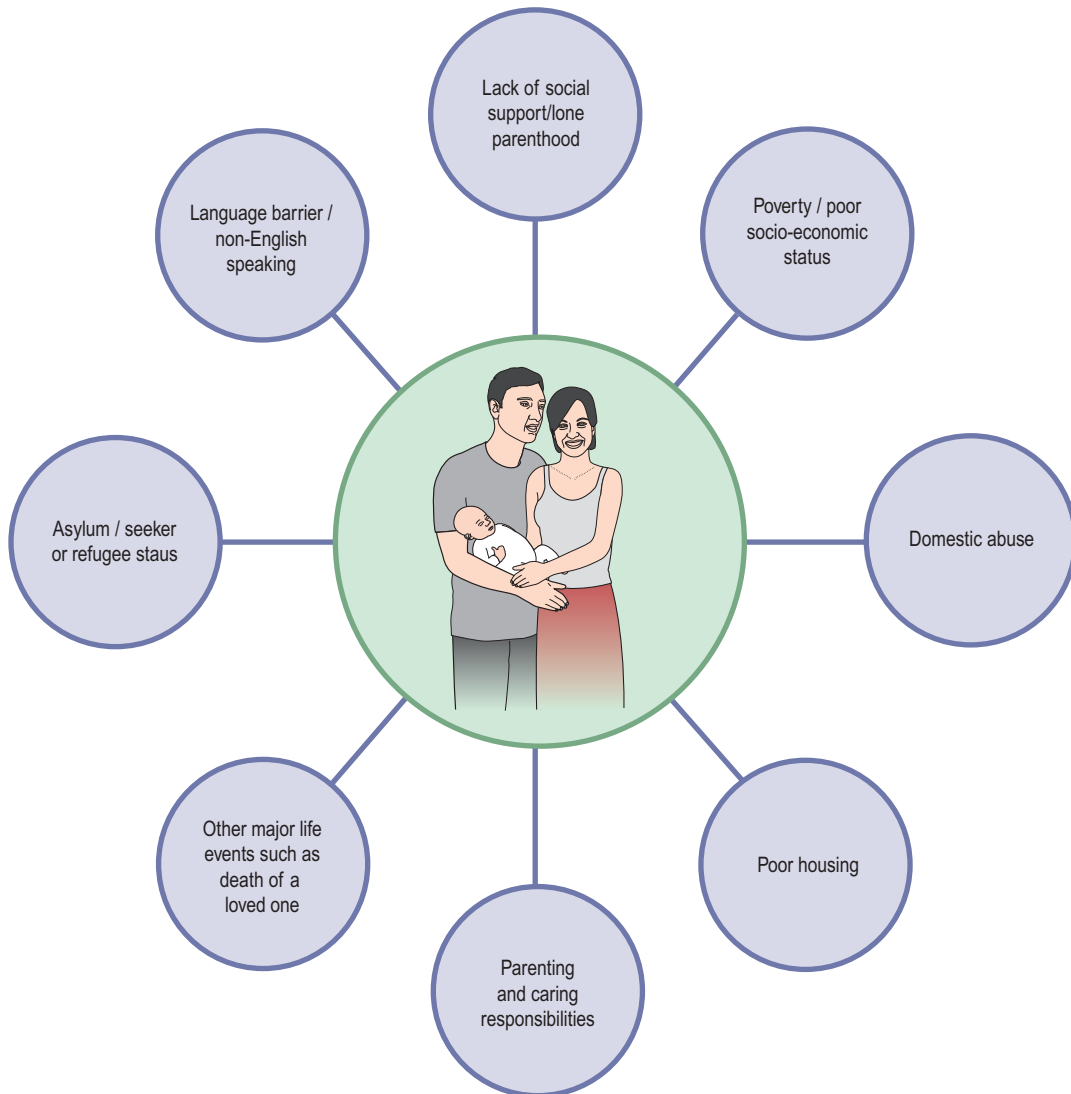 Lack of social
support/lone
parenthood
Poverty / poor
socio-economic
status
Domestic abuse
Poor housing
Parenting
and caring
responsibilities
Other major life
events such as
death of a
loved one
Asylum / seeker
or refugee staus
Language barrier /
non-English
speaking